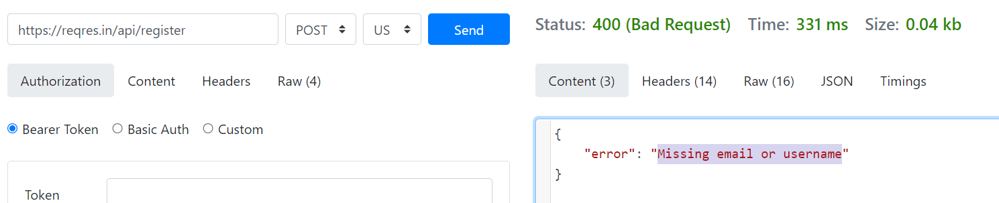 https://reqres.in/api/register POST US Send
Status: 400 (Bad Request) Time: 331 ms Size: 0.04 kb
Authorization Content Headers Raw (4)
Content (3) Headers (14) Raw (16) JSON Timings
Bearer Token Basic Auth Custom
{
"error": "Missing email or username"
}
Token